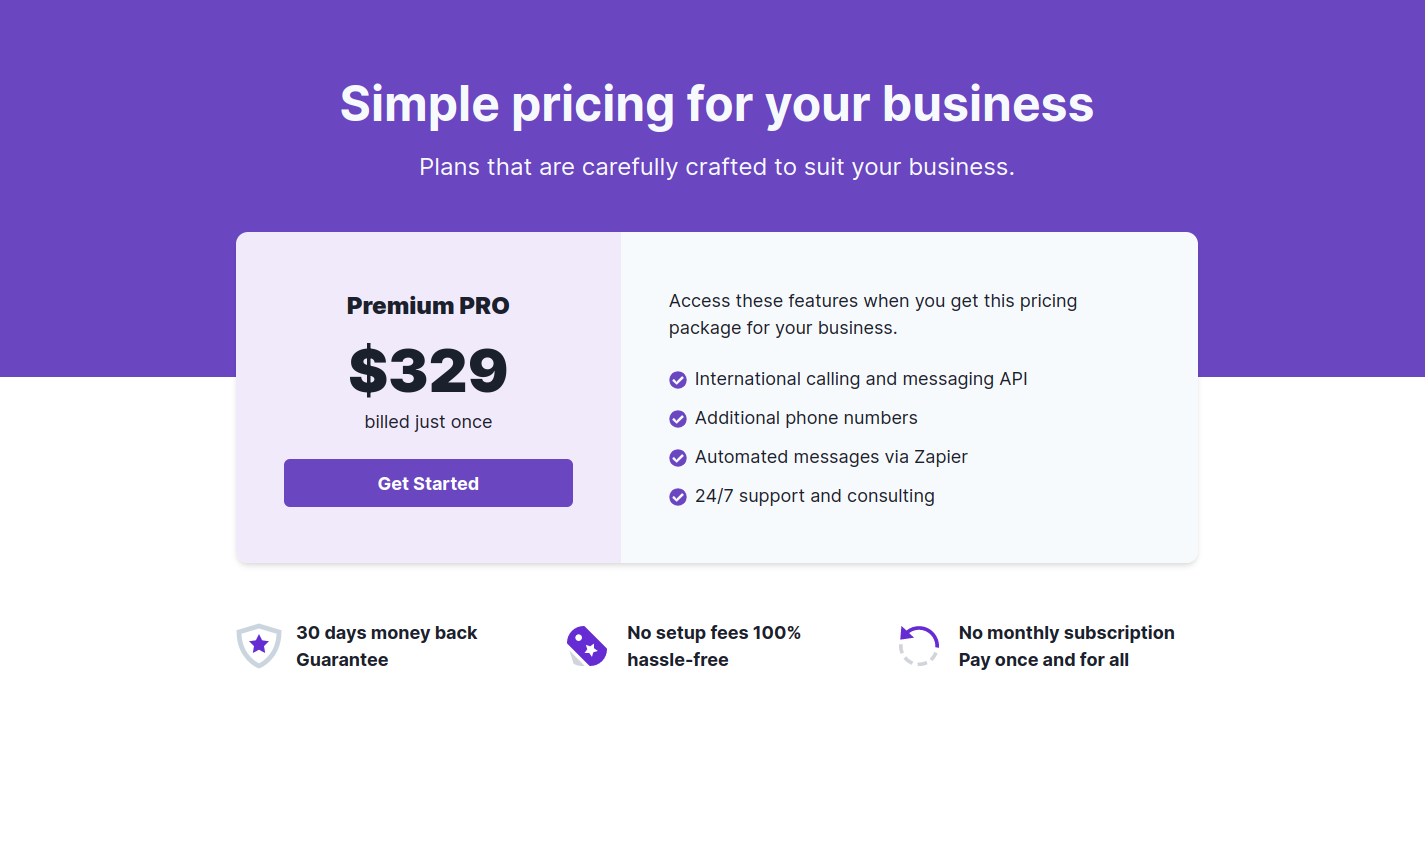 Simple pricing for your business
Plans that are carefully crafted to suit your business.
Premium PRO
$329
billed just once
Get Started
Access these features when you get this pricing
package for your business.
International calling and messaging API
Additional phone numbers
Automated messages via Zapier
24/7 support and consulting
30 days money back
Guarantee
No setup fees 100%
hassle-free
No monthly subscription
Pay once and for all